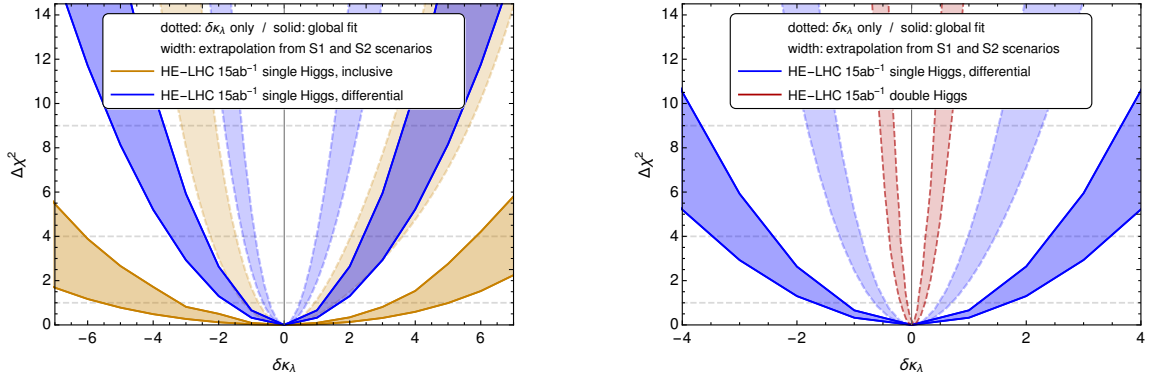 dotted: δκλ only / solid: global fit
width: extrapolation from S1 and S2 scenarios
HE−LHC 15ab⁻¹ single Higgs, inclusive
HE−LHC 15ab⁻¹ single Higgs, differential
14
12
10
8
6
4
2
0
Δχ²
−6 −4 −2 0 2 4 6
δκλ
dotted: δκλ only / solid: global fit
width: extrapolation from S1 and S2 scenarios
HE−LHC 15ab⁻¹ single Higgs, differential
HE−LHC 15ab⁻¹ double Higgs
14
12
10
8
6
4
2
0
Δχ²
−4 −2 0 2 4
δκλ